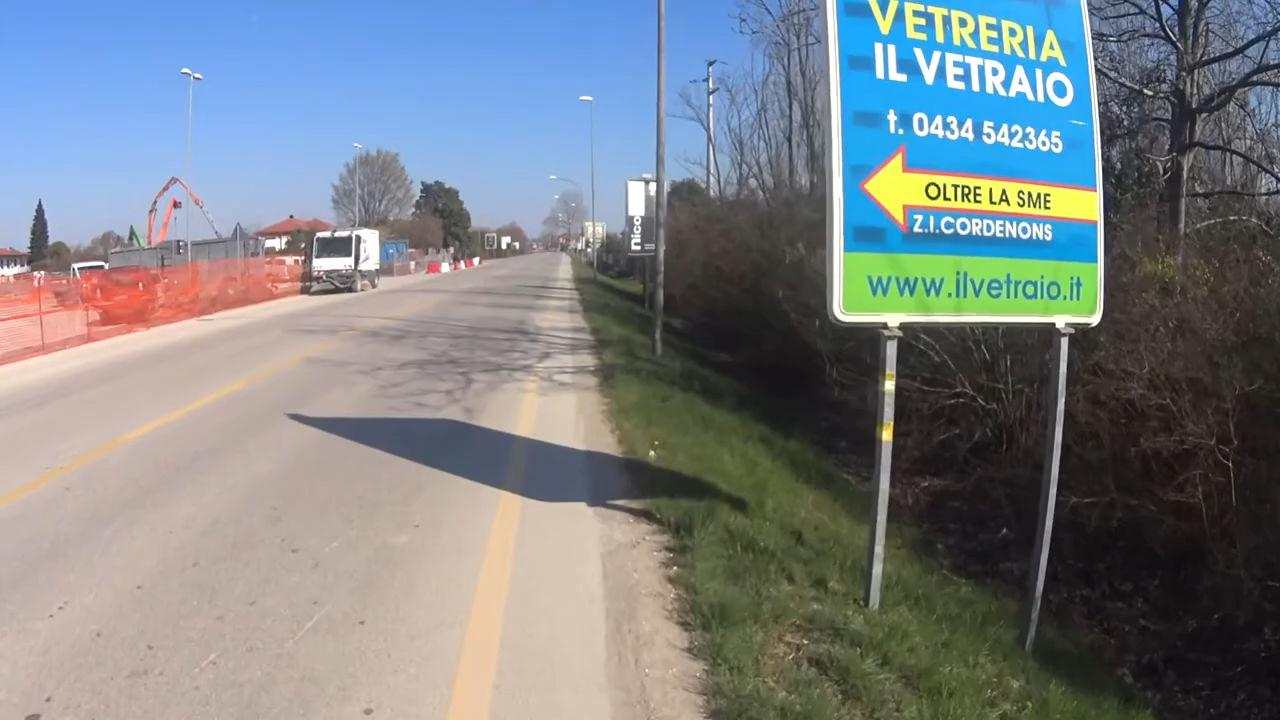 VETRERIA
IL VETRAIO
t. 0434 542365
OLTRE LA SME
Z.I.CORDENONS
www.ilvetraio.it
nico